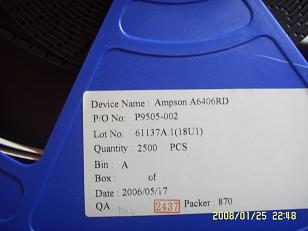 Device Name : Ampson A6406RD
P/O No: P9505-002
Lot No: 61137A.1(18U1)
Quantity : 2500 PCS
Bin : A
Box : of
Date : 2006/05/17
QA 2437 Packer : 870
2008/01/25 22:48